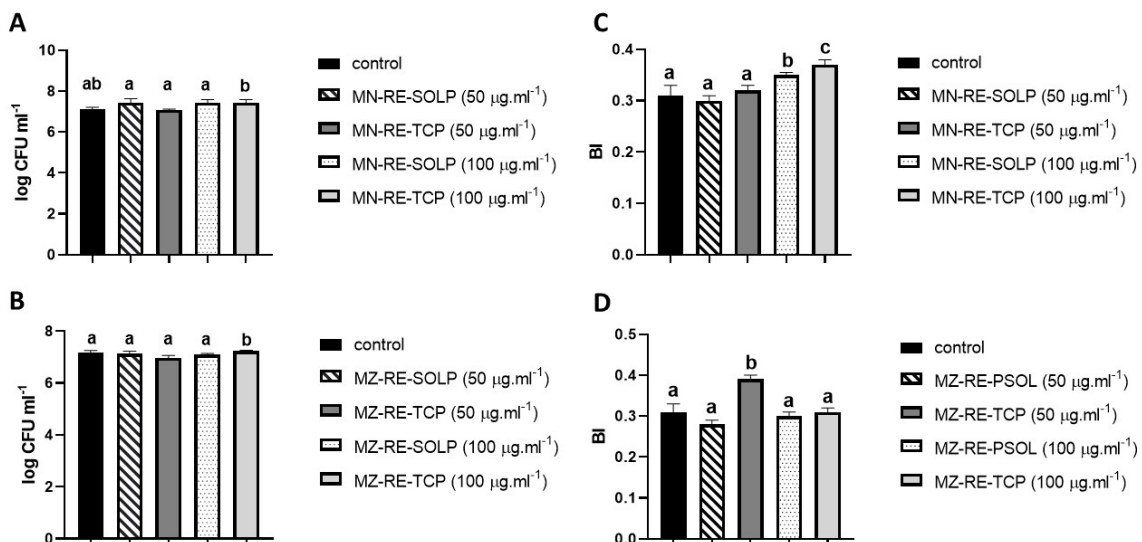 A
10
8
6
4
2
0
log CFU ml⁻¹
ab a a a b
control
MN-RE-SOLP (50 μg.ml⁻¹)
MN-RE-TCP (50 μg.ml⁻¹)
MN-RE-SOLP (100 μg.ml⁻¹)
MN-RE-TCP (100 μg.ml⁻¹)
B
8
6
4
2
0
log CFU ml⁻¹
a a a a b
control
MZ-RE-SOLP (50 μg.ml⁻¹)
MZ-RE-TCP (50 μg.ml⁻¹)
MZ-RE-SOLP (100 μg.ml⁻¹)
MZ-RE-TCP (100 μg.ml⁻¹)
C
0.4
0.3
0.2
0.1
0.0
BI
a a a b c
control
MN-RE-SOLP (50 μg.ml⁻¹)
MN-RE-TCP (50 μg.ml⁻¹)
MN-RE-SOLP (100 μg.ml⁻¹)
MN-RE-TCP (100 μg.ml⁻¹)
D
0.5
0.4
0.3
0.2
0.1
0.0
BI
a a b a a
control
MZ-RE-PSOL (50 μg.ml⁻¹)
MZ-RE-TCP (50 μg.ml⁻¹)
MZ-RE-PSOL (100 μg.ml⁻¹)
MZ-RE-TCP (100 μg.ml⁻¹)